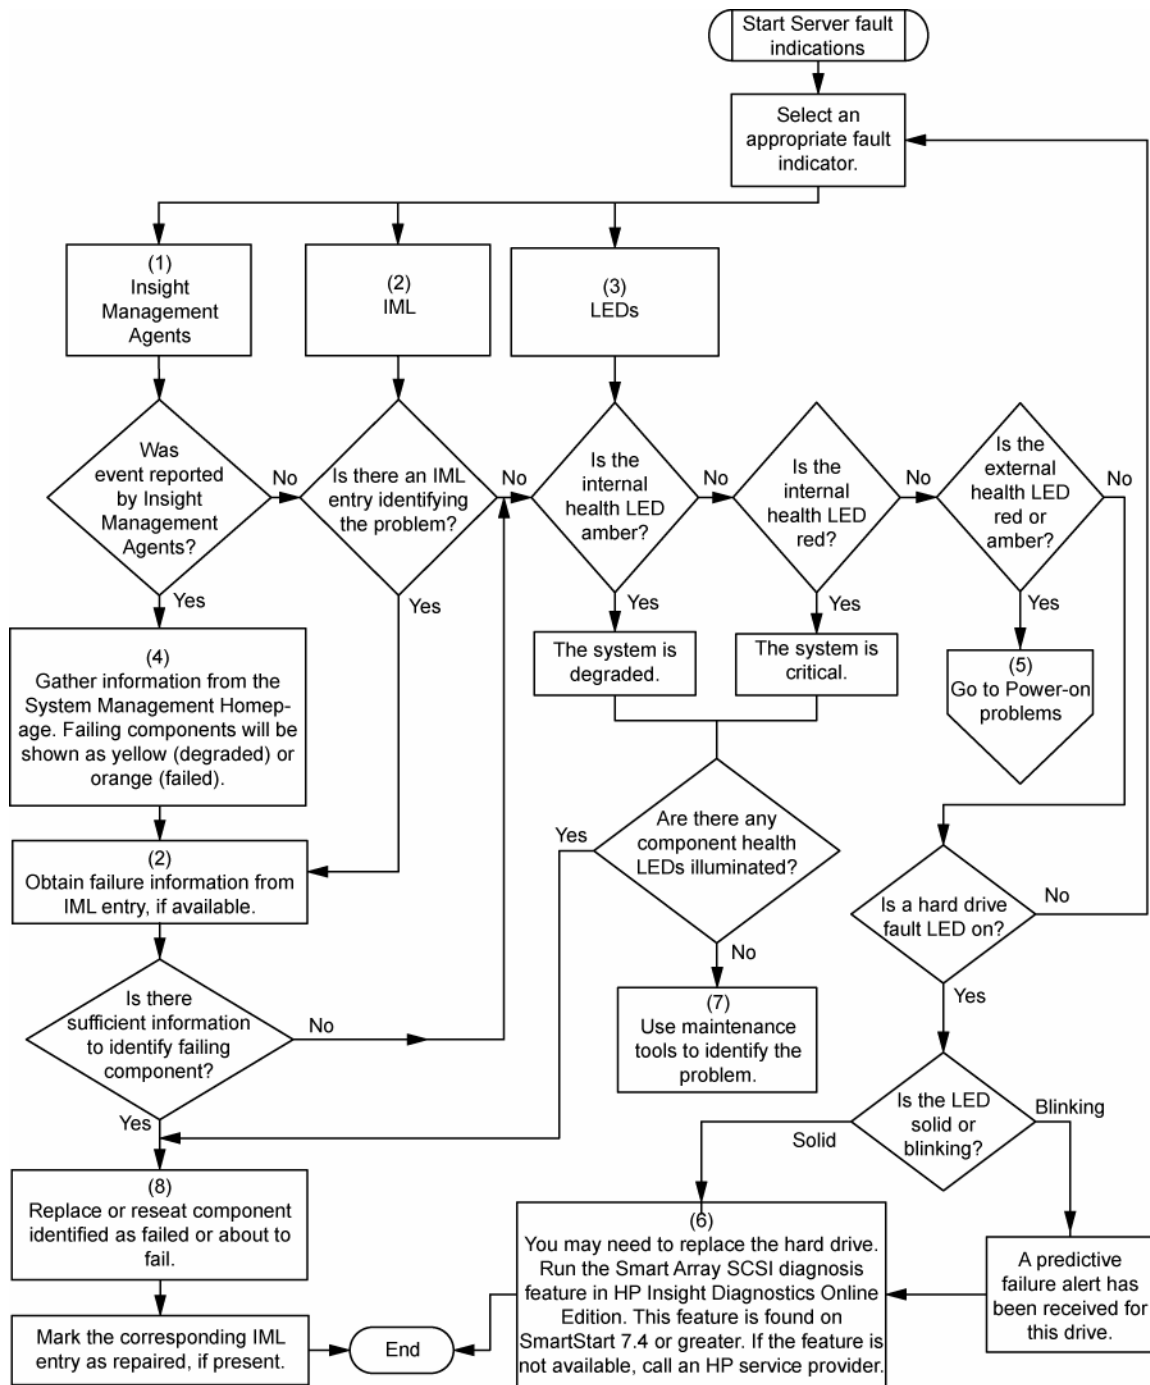 Start Server fault
indications
Select an
appropriate fault
indicator.
(1)
Insight
Management
Agents
(2)
IML
(3)
LEDs
Was
event reported
by Insight
Management
Agents?
No
Yes
Is there an IML
entry identifying
the problem?
No
Yes
Is the
internal
health LED
amber?
No
Yes
Is the
internal
health LED
red?
No
Yes
Is the
external
health LED
red or
amber?
No
Yes
(4)
Gather information from the
System Management Homep-
age. Failing components will be
shown as yellow (degraded) or
orange (failed).
The system is
degraded.
The system is
critical.
(5)
Go to Power-on
problems
(2)
Obtain failure information from
IML entry, if available.
Are there any
component health
LEDs illuminated?
Yes
No
Is a hard drive
fault LED on?
No
Yes
Is there
sufficient information
to identify failing
component?
No
Yes
(7)
Use maintenance
tools to identify the
problem.
Is the LED
solid or
blinking?
Solid
Blinking
(8)
Replace or reseat component
identified as failed or about to
fail.
(6)
You may need to replace the hard drive.
Run the Smart Array SCSI diagnosis
feature in HP Insight Diagnostics Online
Edition. This feature is found on
SmartStart 7.4 or greater. If the feature is
not available, call an HP service provider.
A predictive
failure alert has
been received for
this drive.
Mark the corresponding IML
entry as repaired, if present.
End